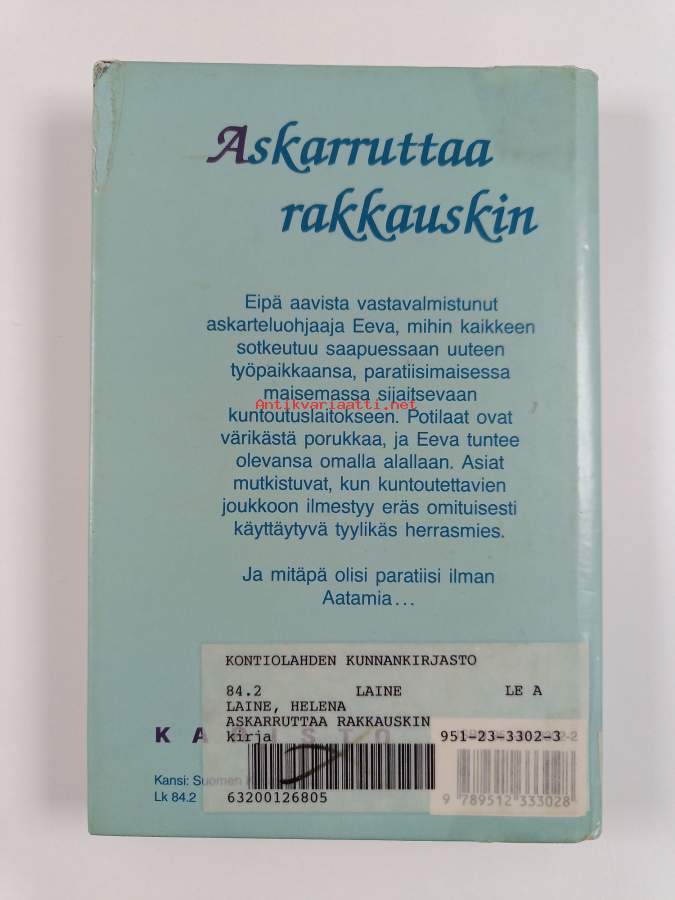 Askarruttaa
rakkauskin
Eipä aavista vastavalmistunut
askarteluohjaaja Eeva, mihin kaikkeen
sotkeutuu saapuessaan uuteen
työpaikkaansa, paratiisimaisessa
maisemassa sijaitsevaan
Antikvariaatti.net
kuntoutuslaitokseen. Potilaat ovat
värikästä porukkaa, ja Eeva tuntee
olevansa omalla alallaan. Asiat
mutkistuvat, kun kuntoutettavien
joukkoon ilmestyy eräs omituisesti
käyttäytyvä tyylikäs herrasmies.
Ja mitäpä olisi paratiisi ilman
Aatamia...
KONTIOLAHDEN KUNNANKIRJASTO
84.2 LAINE LE A
LAINE, HELENA
ASKARRUTTAA RAKKAUSKIN
KARISTO
kirja 951-23-3302-3
Kansi: Suomen
Lk 84.2 63200126805
9 789512 333028